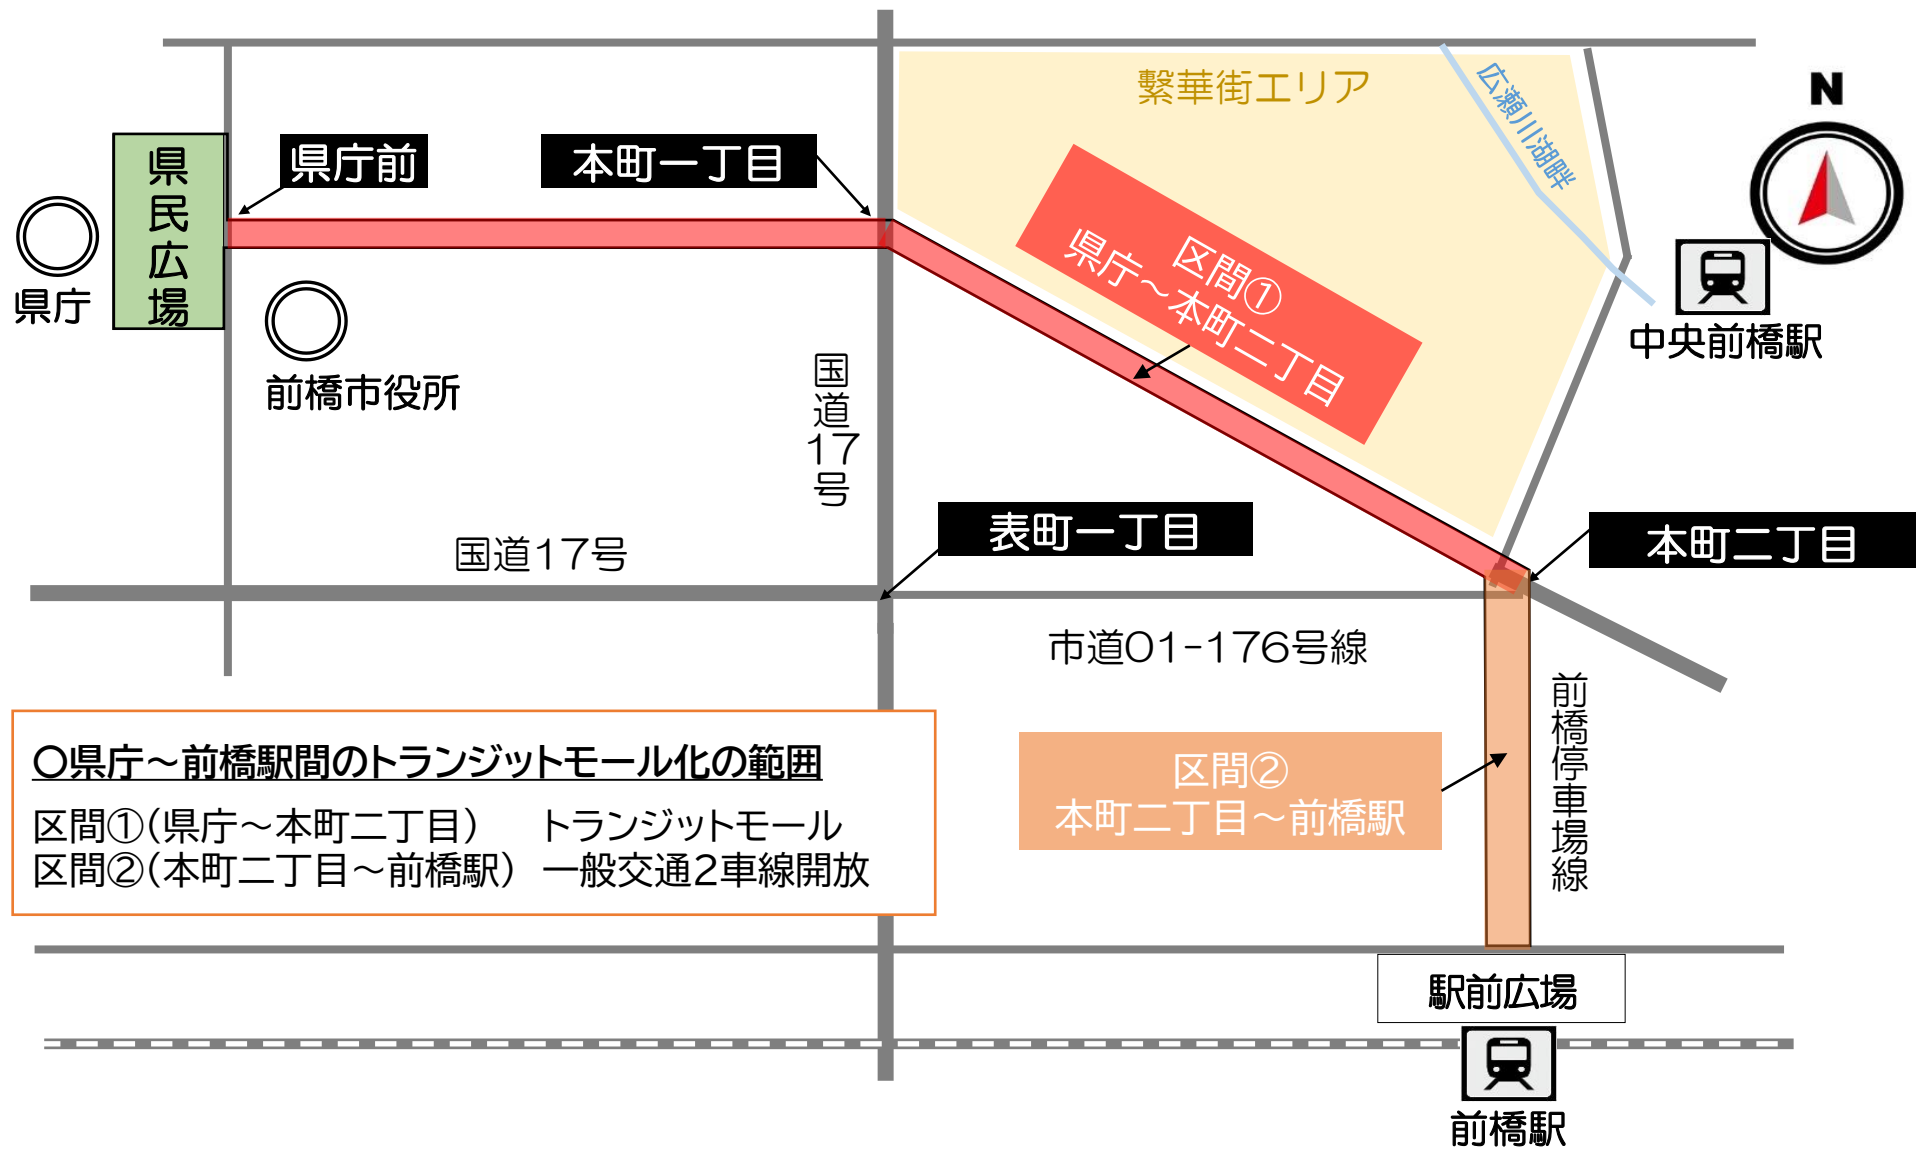 繫華街エリア
広瀬川湖畔
N
県庁前
本町一丁目
県民広場
県庁
前橋市役所
区間①
県庁～本町二丁目
中央前橋駅
国道17号
国道17号
表町一丁目
本町二丁目
市道01-176号線
前橋停車場線
〇県庁～前橋駅間のトランジットモール化の範囲
区間①(県庁～本町二丁目) トランジットモール
区間②(本町二丁目～前橋駅) 一般交通2車線開放
区間②
本町二丁目～前橋駅
駅前広場
前橋駅